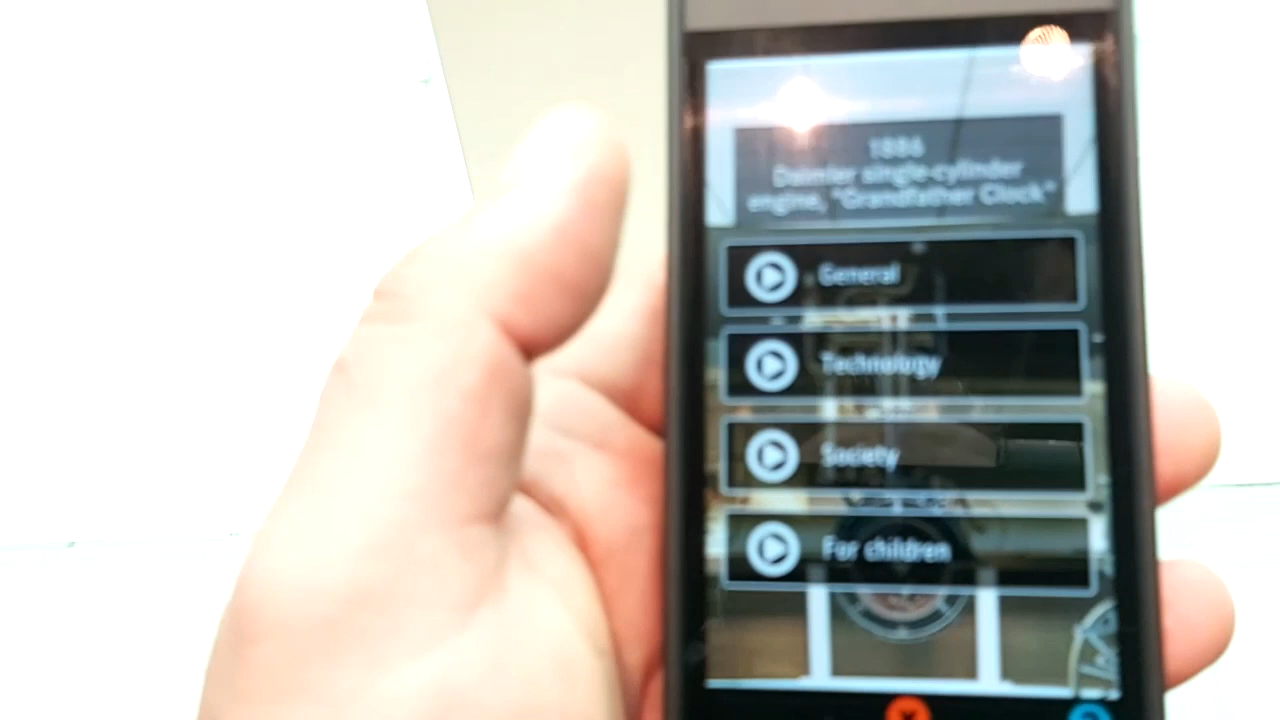 1886
Daimler single-cylinder
engine, "Grandfather Clock"
General
Technology
Society
For children